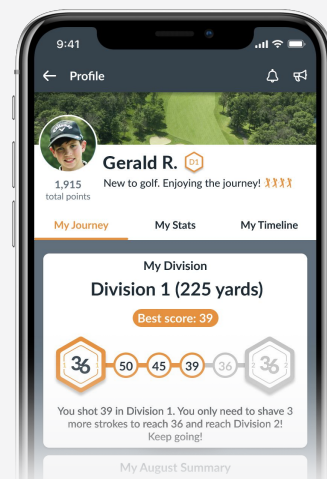 9:41
Profile
Gerald R. D1
1,915
total points
New to golf. Enjoying the journey!
My Journey My Stats My Timeline
My Division
Division 1 (225 yards)
Best score: 39
36 50 45 39 36 36
You shot 39 in Division 1. You only need to shave 3
more strokes to reach 36 and reach Division 2!
Keep going!
My August Summary